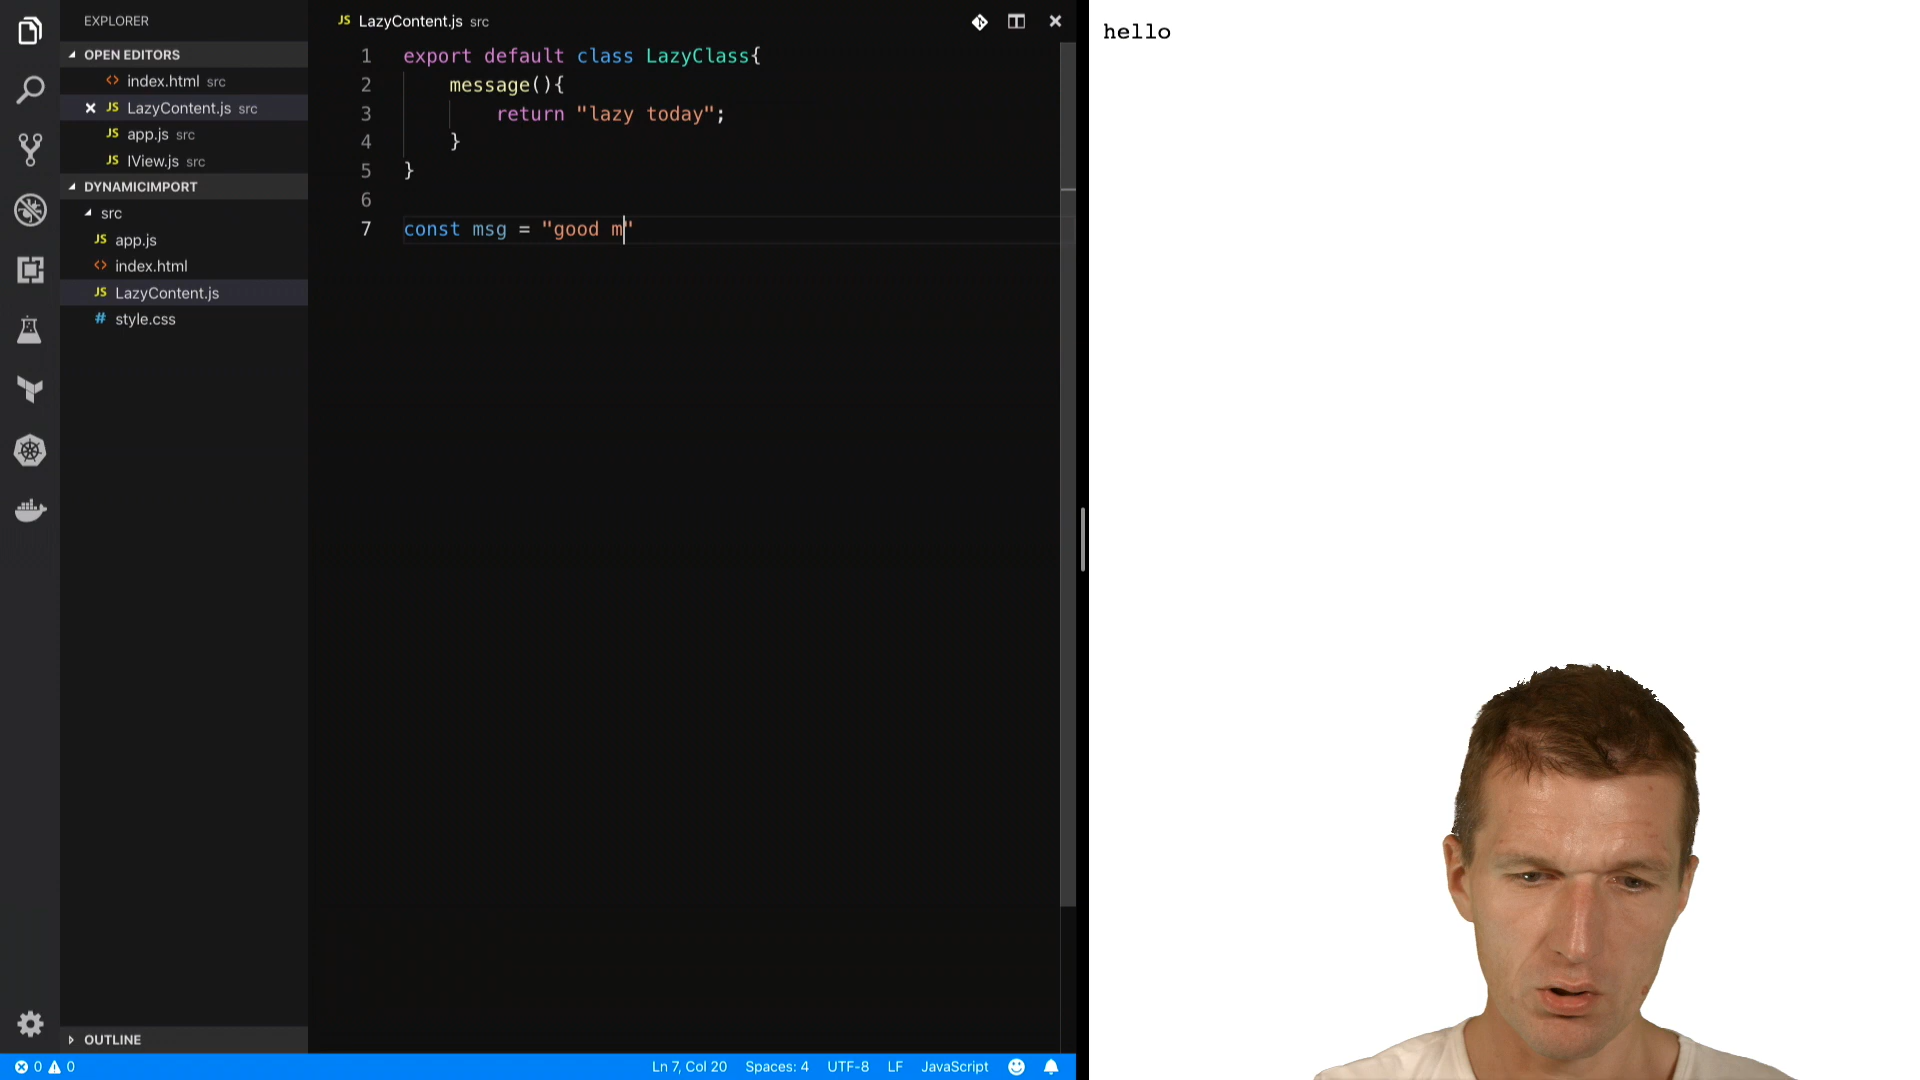 EXPLORER
OPEN EDITORS
index.html src
LazyContent.js src
app.js src
IView.js src
DYNAMICIMPORT
src
app.js
index.html
LazyContent.js
style.css
OUTLINE
JS LazyContent.js src
1 export default class LazyClass{
2 message(){
3 return "lazy today";
4 }
5 }
6
7 const msg = "good m"
hello
0 0 Ln 7, Col 20 Spaces: 4 UTF-8 LF JavaScript